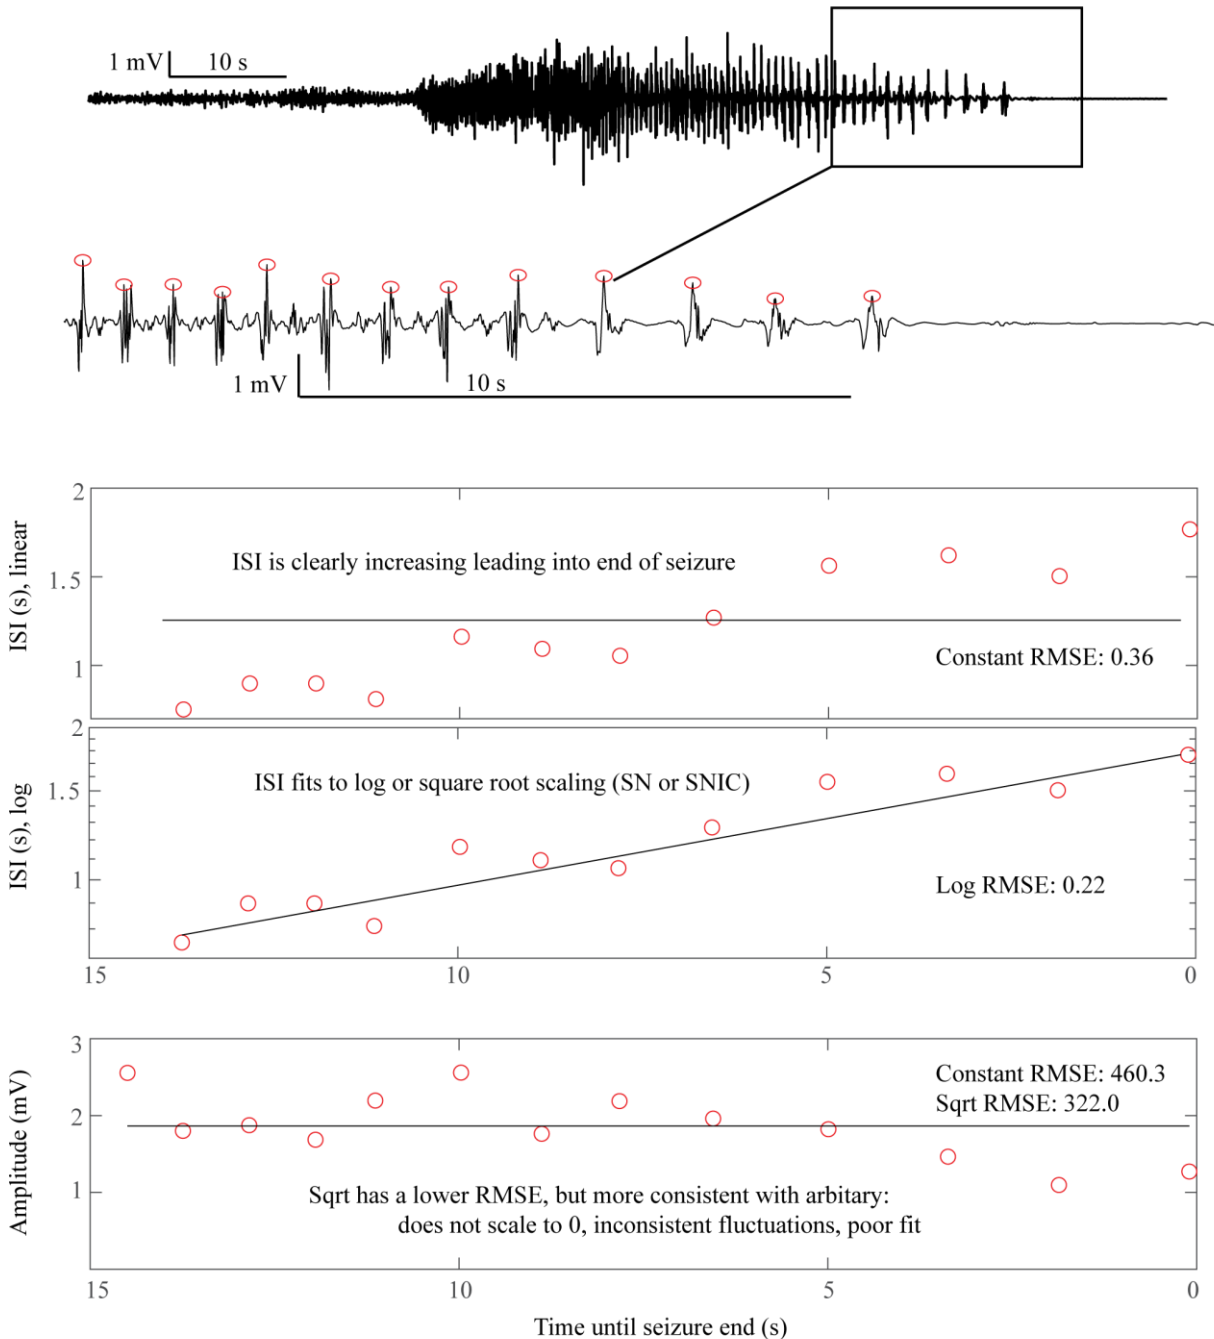 1 mV
10 s
1 mV
10 s
2
1.5
1
ISI (s), linear
ISI is clearly increasing leading into end of seizure
Constant RMSE: 0.36
2
1.5
1
ISI (s), log
ISI fits to log or square root scaling (SN or SNIC)
Log RMSE: 0.22
15
10
5
0
3
2
1
Amplitude (mV)
Constant RMSE: 460.3
Sqrt RMSE: 322.0
Sqrt has a lower RMSE, but more consistent with arbitary:
does not scale to 0, inconsistent fluctuations, poor fit
15
10
5
0
Time until seizure end (s)